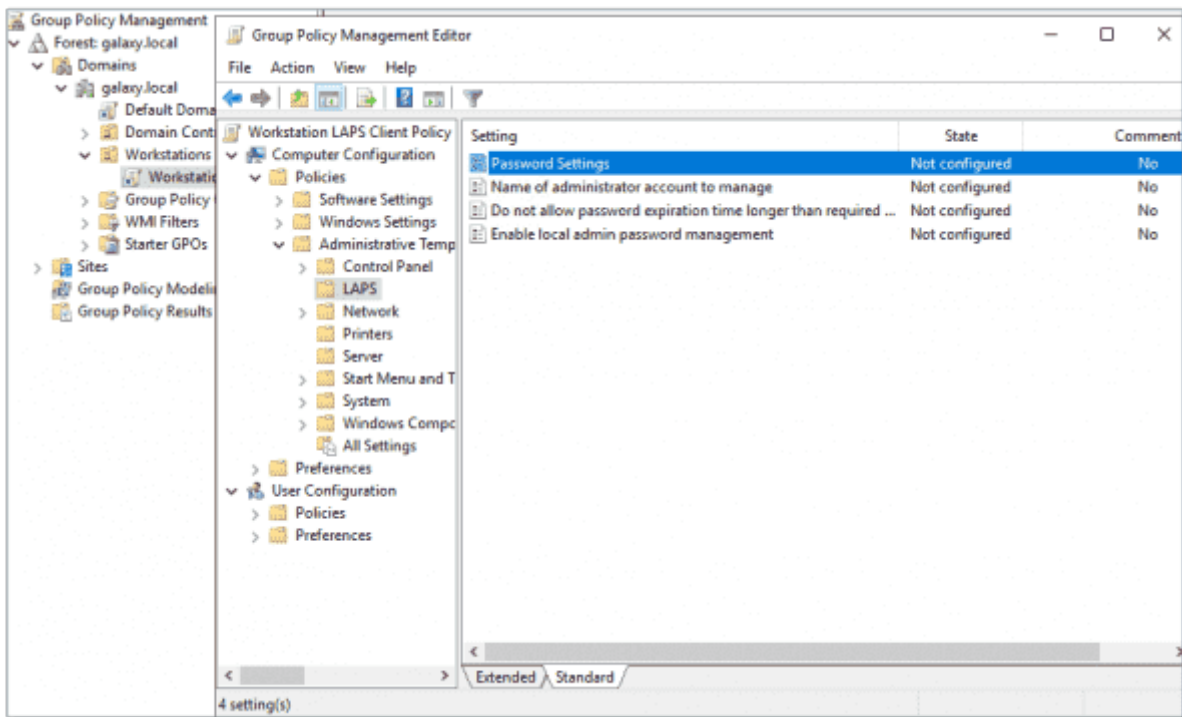 Group Policy Management
Forest: galaxy.local
Domains
galaxy.local
Default Doma
Domain Cont
Workstations
Workstatic
Group Policy
WMI Filters
Starter GPOs
Sites
Group Policy Modeli
Group Policy Results
Group Policy Management Editor
File Action View Help
Workstation LAPS Client Policy
Computer Configuration
Policies
Software Settings
Windows Settings
Administrative Temp
Control Panel
LAPS
Network
Printers
Server
Start Menu and T
System
Windows Compc
All Settings
Preferences
User Configuration
Policies
Preferences
Setting State Comment
Password Settings Not configured No
Name of administrator account to manage Not configured No
Do not allow password expiration time longer than required ... Not configured No
Enable local admin password management Not configured No
Extended Standard
4 setting(s)